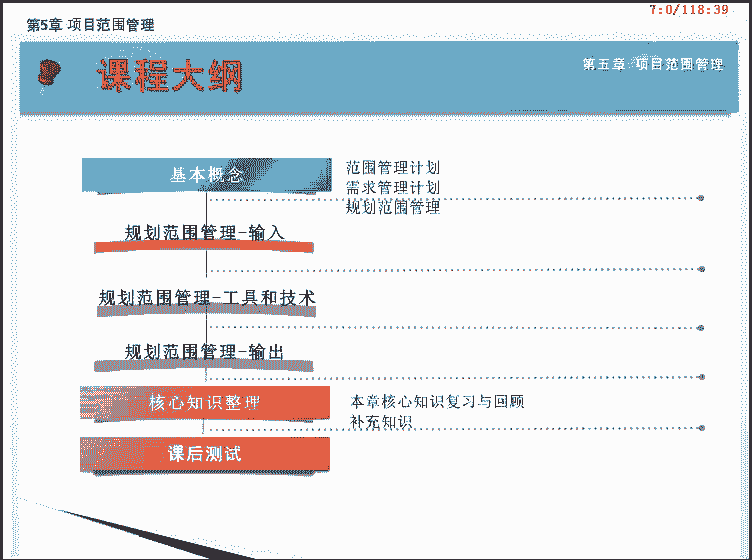 7:0/118:39
第5章 项目范围管理
课程大纲
第五章 项目范围管理
基本概念
范围管理计划
需求管理计划
规划范围管理
规划范围管理-输入
规划范围管理-工具和技术
规划范围管理-输出
核心知识整理
本章核心知识复习与回顾
补充知识
课后测试